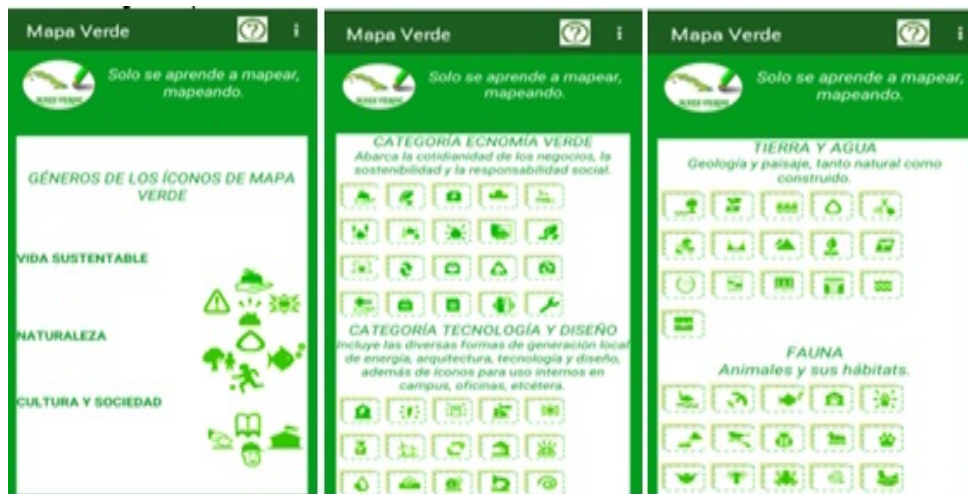 Mapa Verde
Solo se aprende a mapear,
mapeando.
GÉNEROS DE LOS ÍCONOS DE MAPA
VERDE
VIDA SUSTENTABLE
NATURALEZA
CULTURA Y SOCIEDAD
Mapa Verde
Solo se aprende a mapear,
mapeando.
CATEGORÍA ECNOMÍA VERDE
Abarca la cotidianidad de los negocios, la
sostenibilidad y la responsabilidad social.
CATEGORÍA TECNOLOGÍA Y DISEÑO
Incluye las diversas formas de generación local
de energía, arquitectura, tecnología y diseño,
además de íconos para uso internos en
campus, oficinas, etcétera.
Mapa Verde
Solo se aprende a mapear,
mapeando.
TIERRA Y AGUA
Geología y paisaje, tanto natural como
construido.
FAUNA
Animales y sus hábitats.